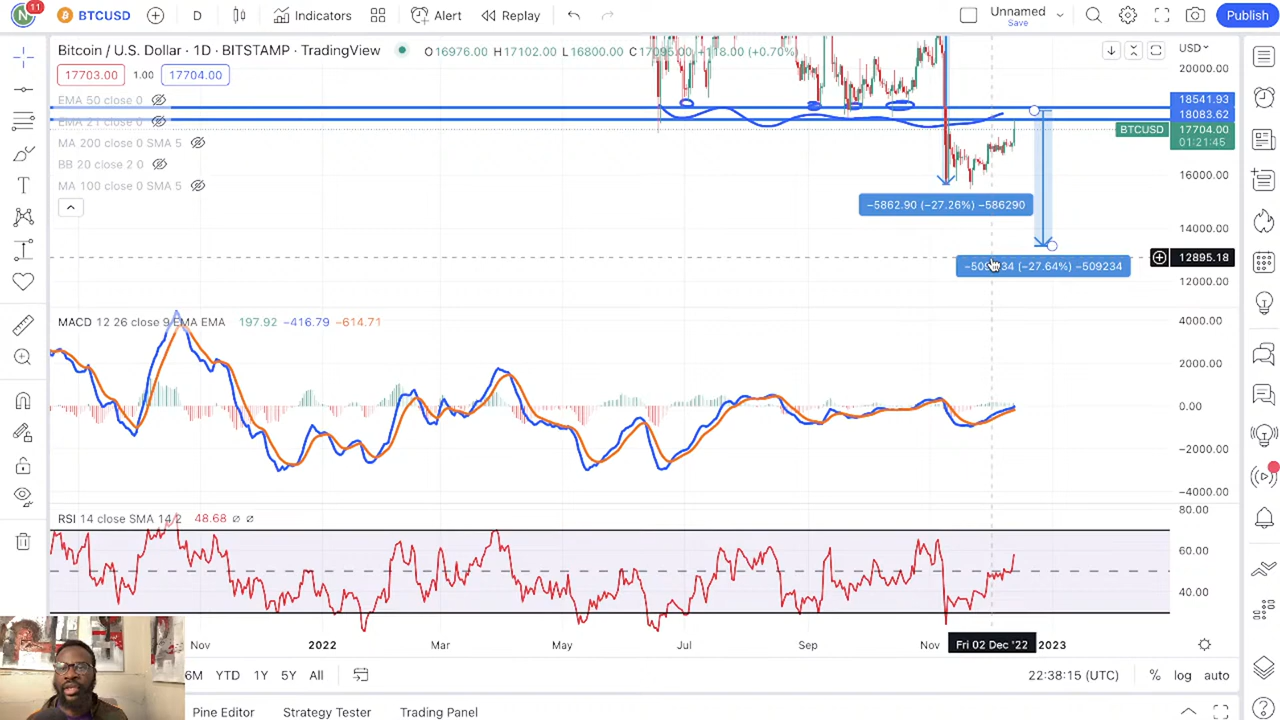 N 11 BTCUSD D Indicators Alert Replay Unnamed Save Publish
Bitcoin / U.S. Dollar · 1D · BITSTAMP · TradingView O16976.00 H17102.00 L16800.00 C17095.00 +118.00 (+0.70%) USD
20000.00
17703.00 1.00 17704.00
EMA 50 close 0 18541.93
EMA 21 close 0 18083.62
BTCUSD 17704.00
01:21:45
MA 200 close 0 SMA 5
BB 20 close 2 0
16000.00
MA 100 close 0 SMA 5
−5862.90 (−27.26%) −586290
14000.00
12895.18
34 (−27.64%) −509234
12000.00
MACD 12 26 close 9 EMA EMA 197.92 −416.79 −614.71 4000.00
2000.00
0.00
−2000.00
−4000.00
RSI 14 close SMA 14 2 48.68 ∅ ∅ 80.00
60.00
40.00
Nov 2022 Mar May Jul Sep Nov Fri 02 Dec '22 2023
6M YTD 1Y 5Y All 22:38:15 (UTC) % log auto
Pine Editor Strategy Tester Trading Panel